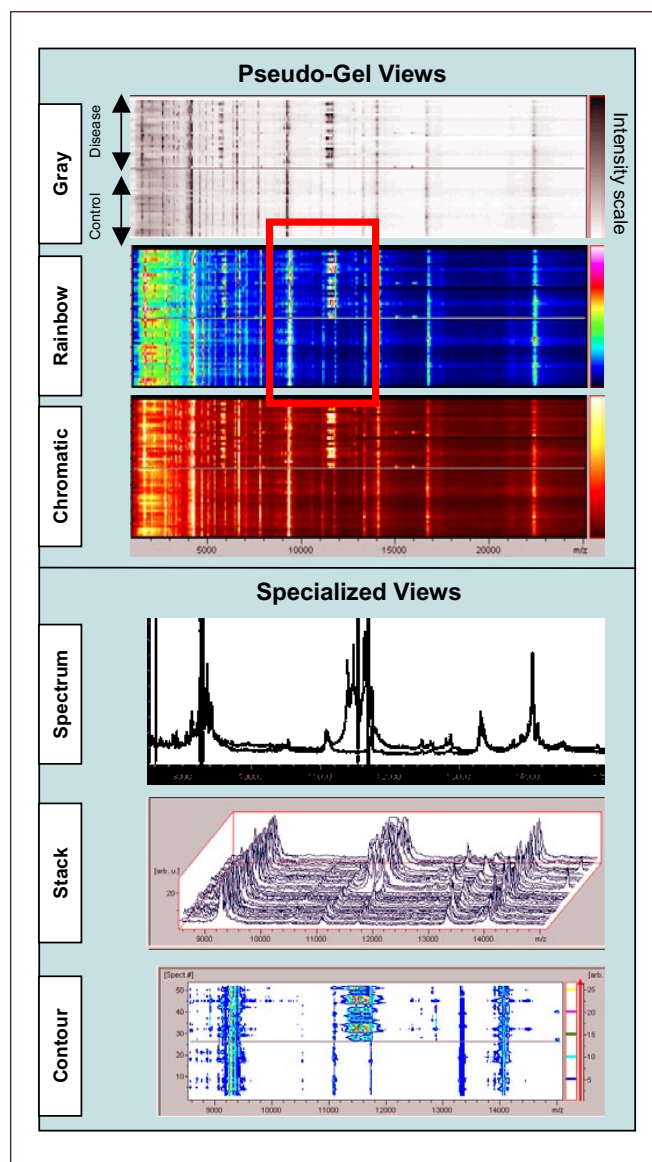 Pseudo-Gel Views
Gray
Disease
Control
Intensity scale
Rainbow
Chromatic
5000 10000 15000 20000 m/z
Specialized Views
Spectrum
Stack
[arb. u.]
20
9000 10000 11000 12000 13000 14000 m/z
Contour
[Spect.#] [arb.
50
40
30
20
10
25
20
15
10
5
9000 10000 11000 12000 13000 14000 m/z